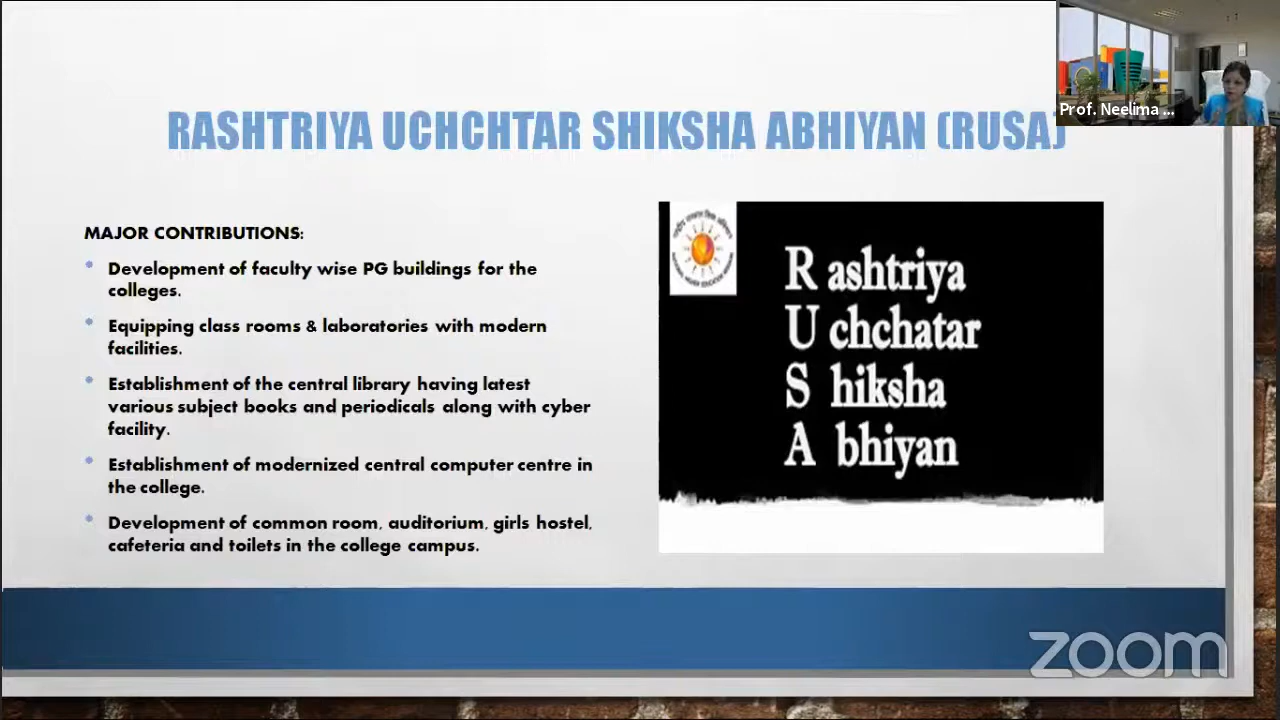 Prof. Neelima ...
RASHTRIYA UCHCHTAR SHIKSHA ABHIYAN (RUSA)
MAJOR CONTRIBUTIONS:
* Development of faculty wise PG buildings for the
colleges.
* Equipping class rooms & laboratories with modern
facilities.
* Establishment of the central library having latest
various subject books and periodicals along with cyber
facility.
* Establishment of modernized central computer centre in
the college.
* Development of common room, auditorium, girls hostel,
cafeteria and toilets in the college campus.
R ashtriya
U chchatar
S hiksha
A bhiyan
zoom